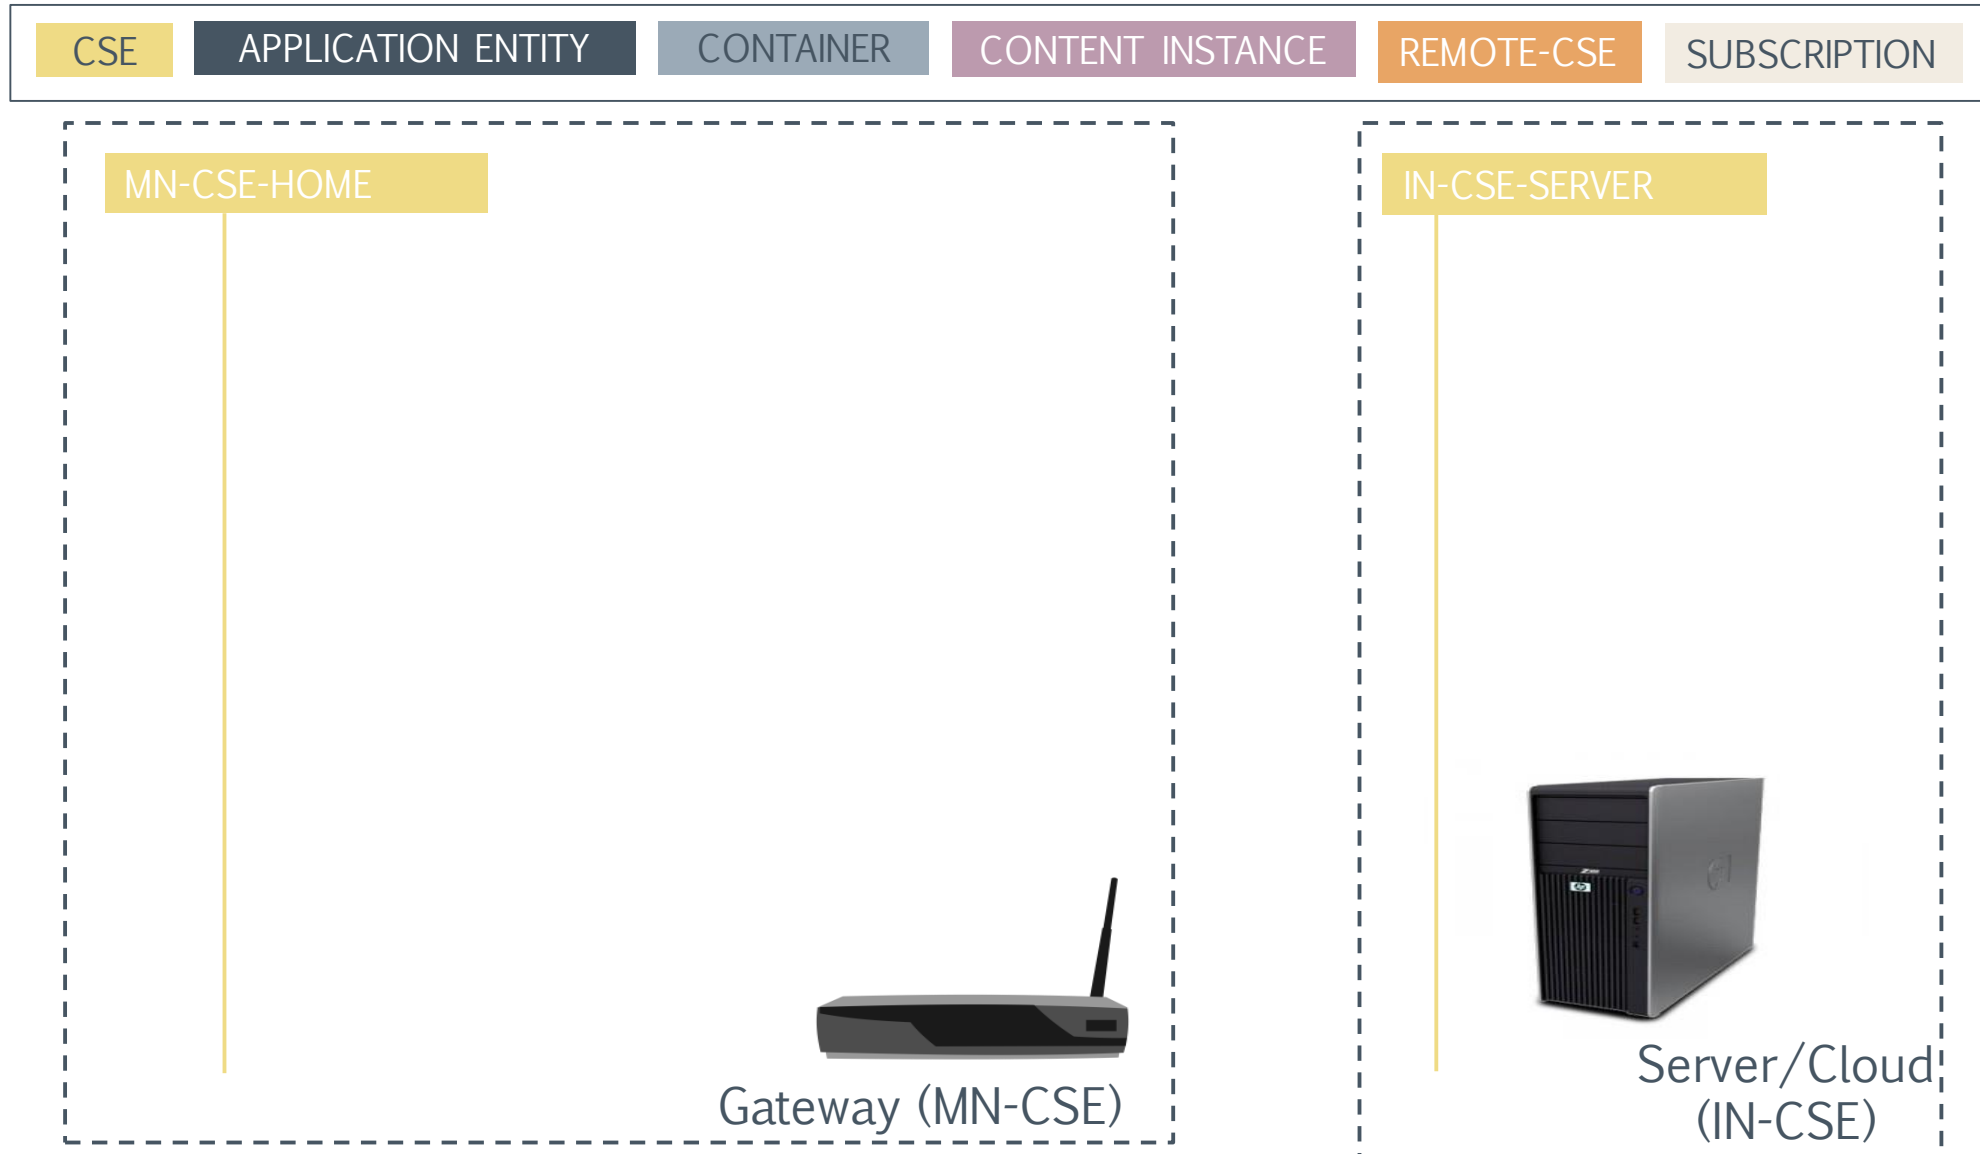 CSE
APPLICATION ENTITY
CONTAINER
CONTENT INSTANCE
REMOTE-CSE
SUBSCRIPTION
MN-CSE-HOME
IN-CSE-SERVER
Gateway (MN-CSE)
Server/Cloud
(IN-CSE)